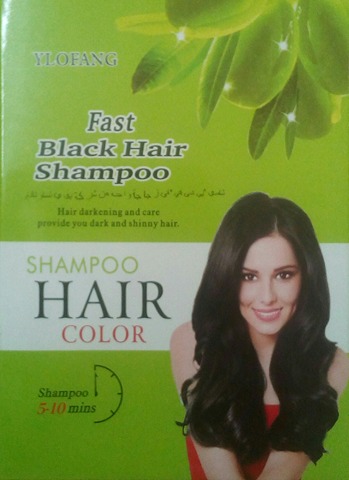 YLOFANG
Fast
Black Hair
Shampoo
Hair darkening and care
provide you dark and shinny hair.
SHAMPOO
HAIR
COLOR
Shampoo
5-10 mins